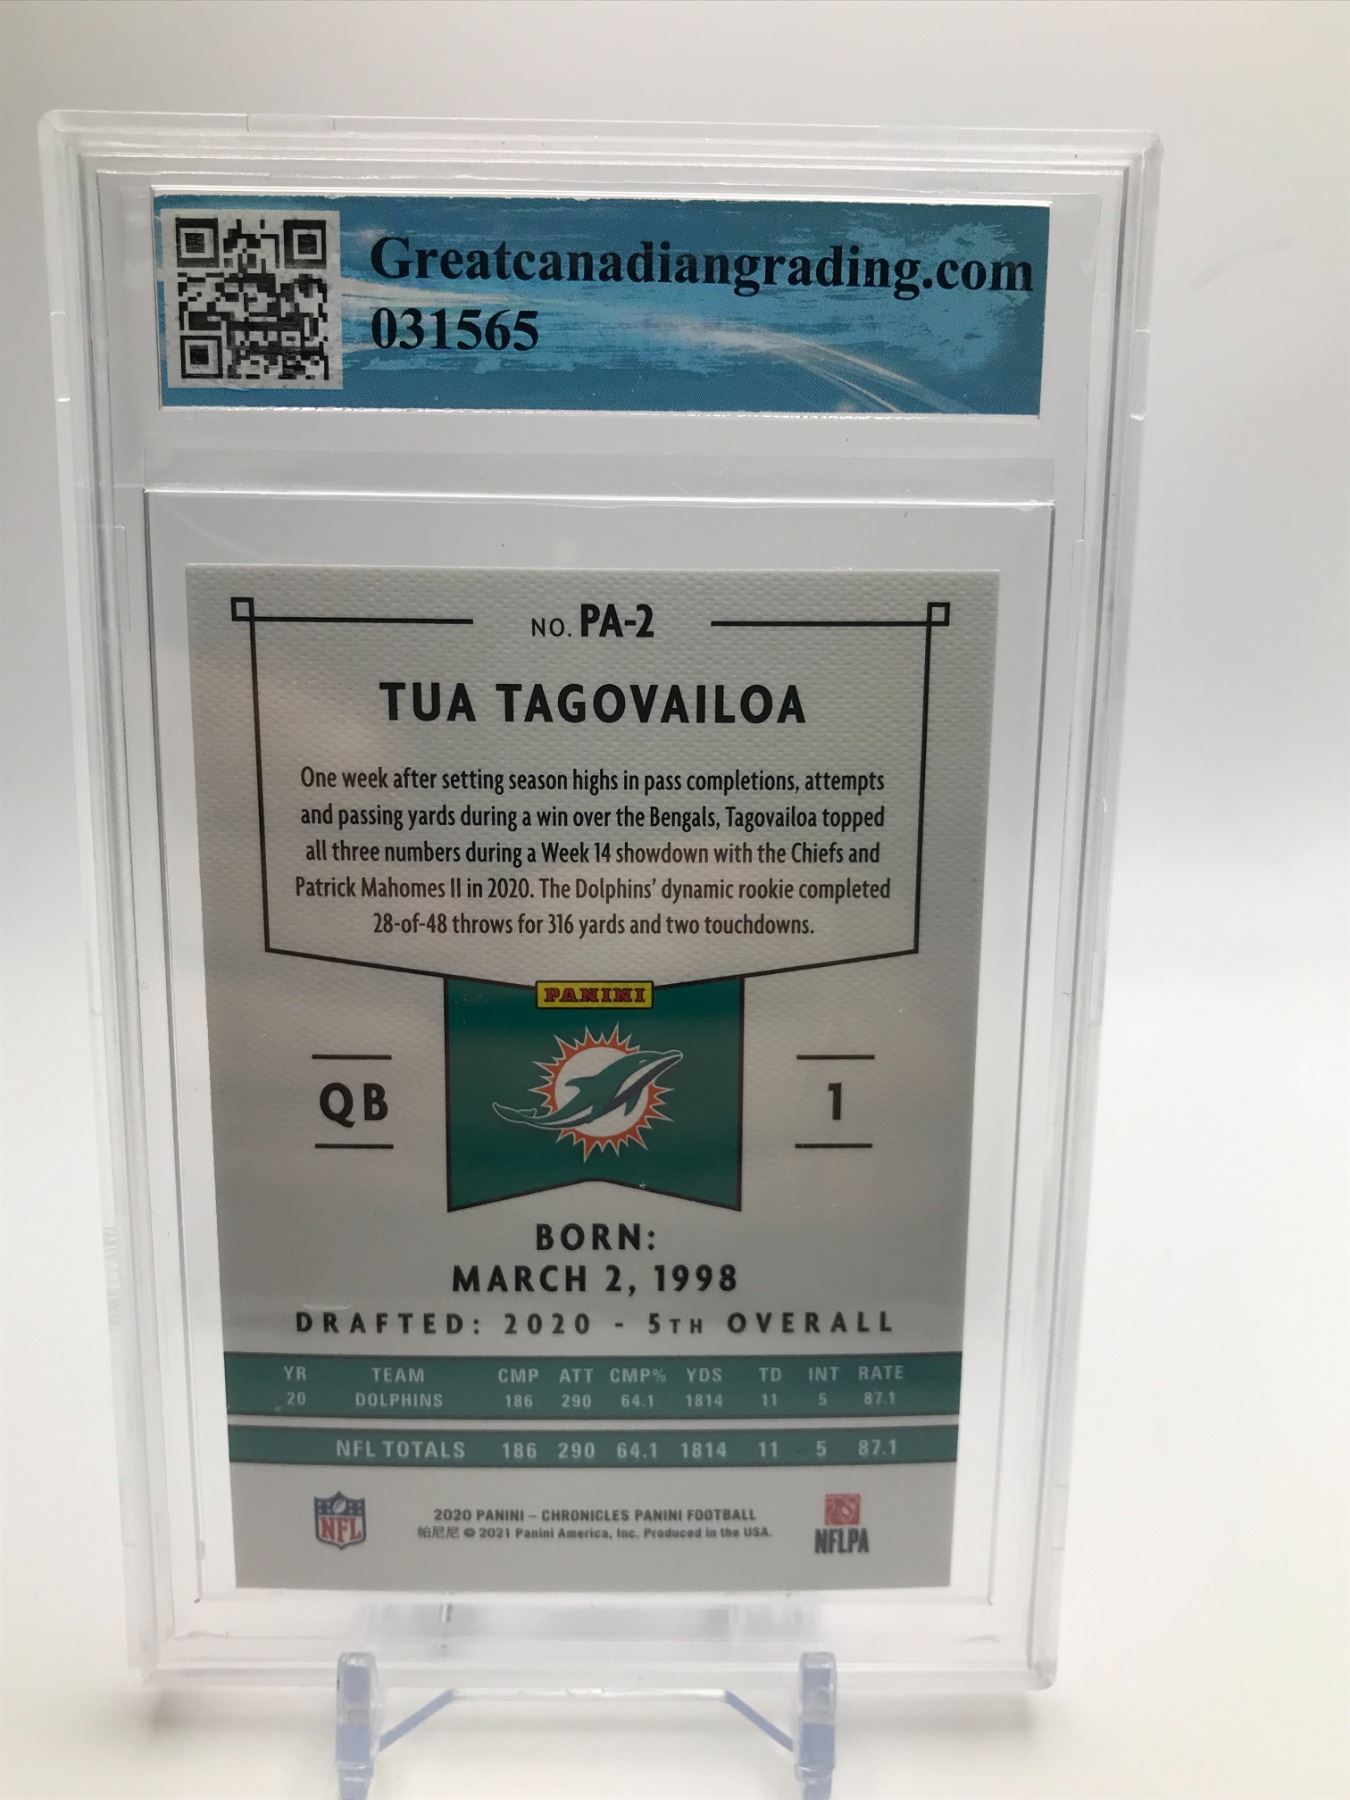 Greatcanadiangrading.com
031565
NO. PA-2
TUA TAGOVAILOA
One week after setting season highs in pass completions, attempts
and passing yards during a win over the Bengals, Tagovailoa topped
all three numbers during a Week 14 showdown with the Chiefs and
Patrick Mahomes II in 2020. The Dolphins' dynamic rookie completed
28-of-48 throws for 316 yards and two touchdowns.
PANINI
QB
1
BORN:
MARCH 2, 1998
DRAFTED: 2020 - 5TH OVERALL
YR TEAM CMP ATT CMP% YDS TD INT RATE
20 DOLPHINS 186 290 64.1 1814 11 5 87.1
NFL TOTALS 186 290 64.1 1814 11 5 87.1
NFL
2020 PANINI – CHRONICLES PANINI FOOTBALL
帕尼尼 © 2021 Panini America, Inc. Produced in the USA.
NFLPA